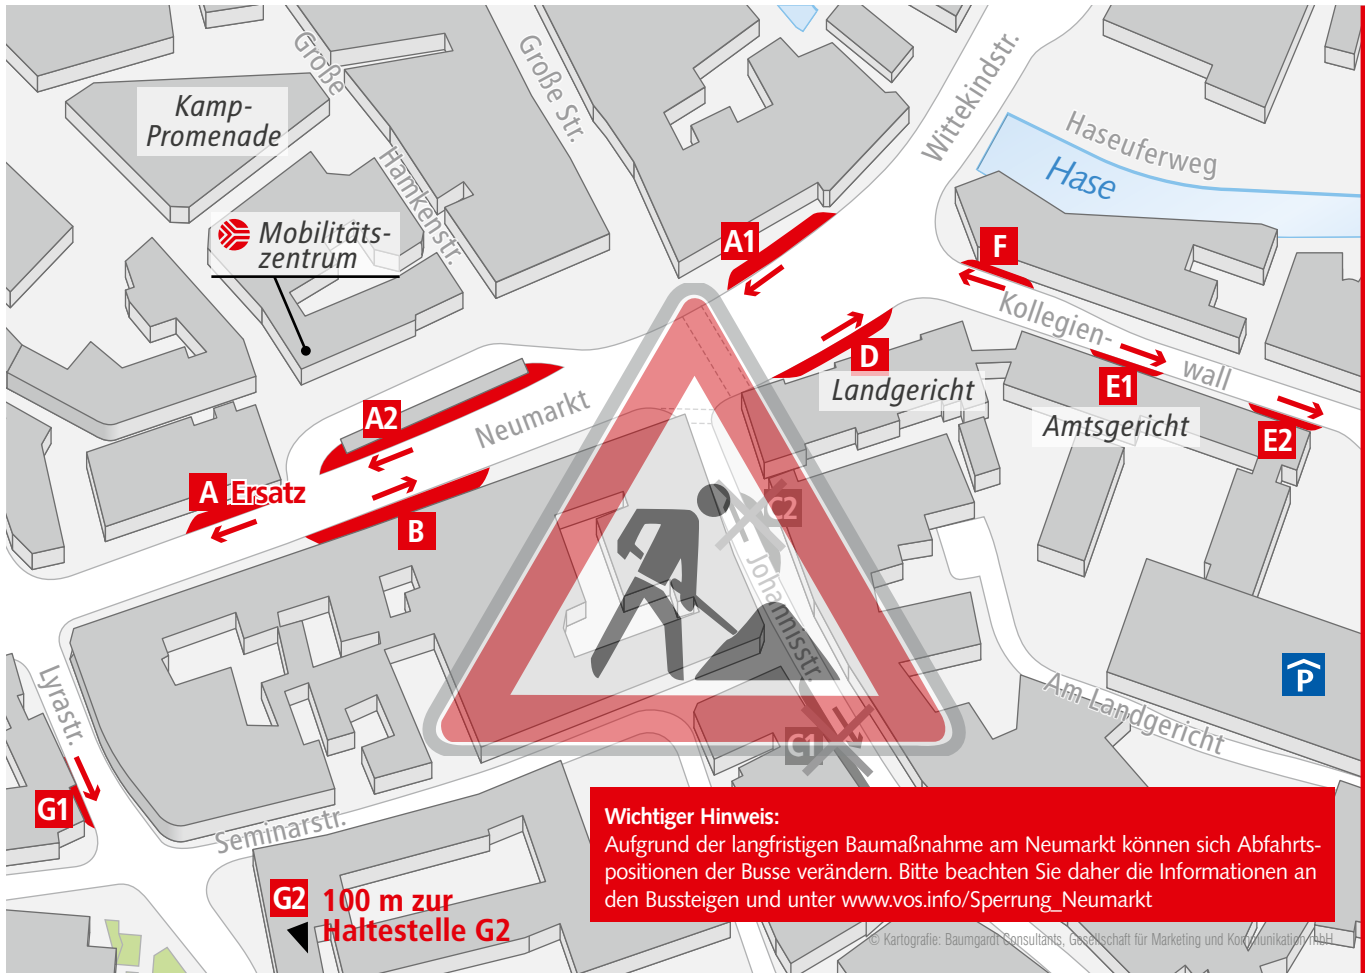 Kamp-
Promenade
Große
Hamkenstr.
Große Str.
Wittekindstr.
Haseuferweg
Hase
Mobilitäts-
zentrum
A1
F
Kollegien-
wall
D
Landgericht
E1
Amtsgericht
E2
A2
Neumarkt
A Ersatz
B
C2
Johannisstr.
C1
Lyrastr.
G1
Seminarstr.
Am Landgericht
P
G2 100 m zur
Haltestelle G2
Wichtiger Hinweis:
Aufgrund der langfristigen Baumaßnahme am Neumarkt können sich Abfahrts-
positionen der Busse verändern. Bitte beachten Sie daher die Informationen an
den Bussteigen und unter www.vos.info/Sperrung_Neumarkt
© Kartografie: Baumgardt Consultants, Gesellschaft für Marketing und Kommunikation mbH